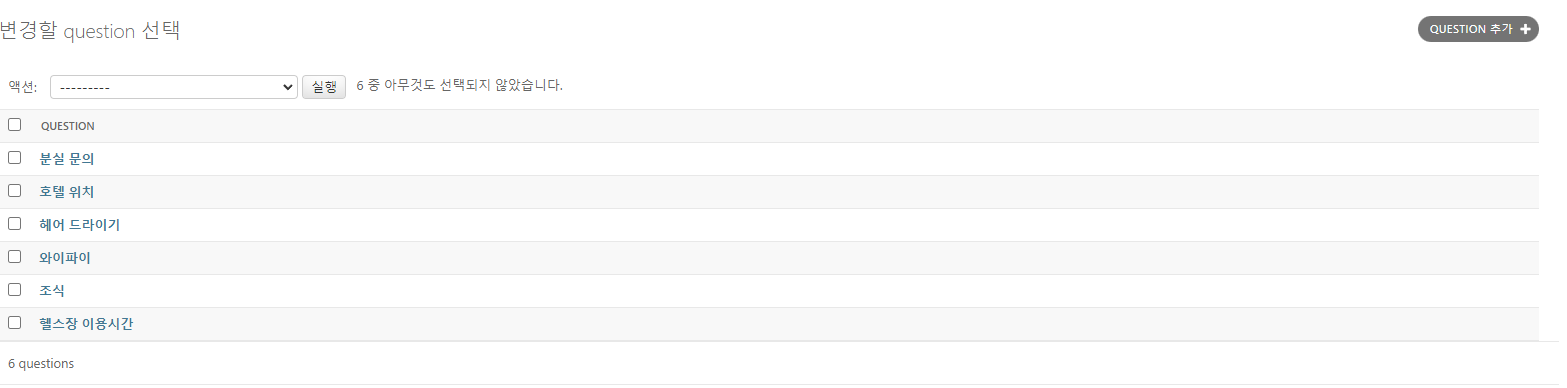 변경할 question 선택
QUESTION 추가
액션: --------- 실행 6 중 아무것도 선택되지 않았습니다.
QUESTION
분실 문의
호텔 위치
헤어 드라이기
와이파이
조식
헬스장 이용시간
6 questions